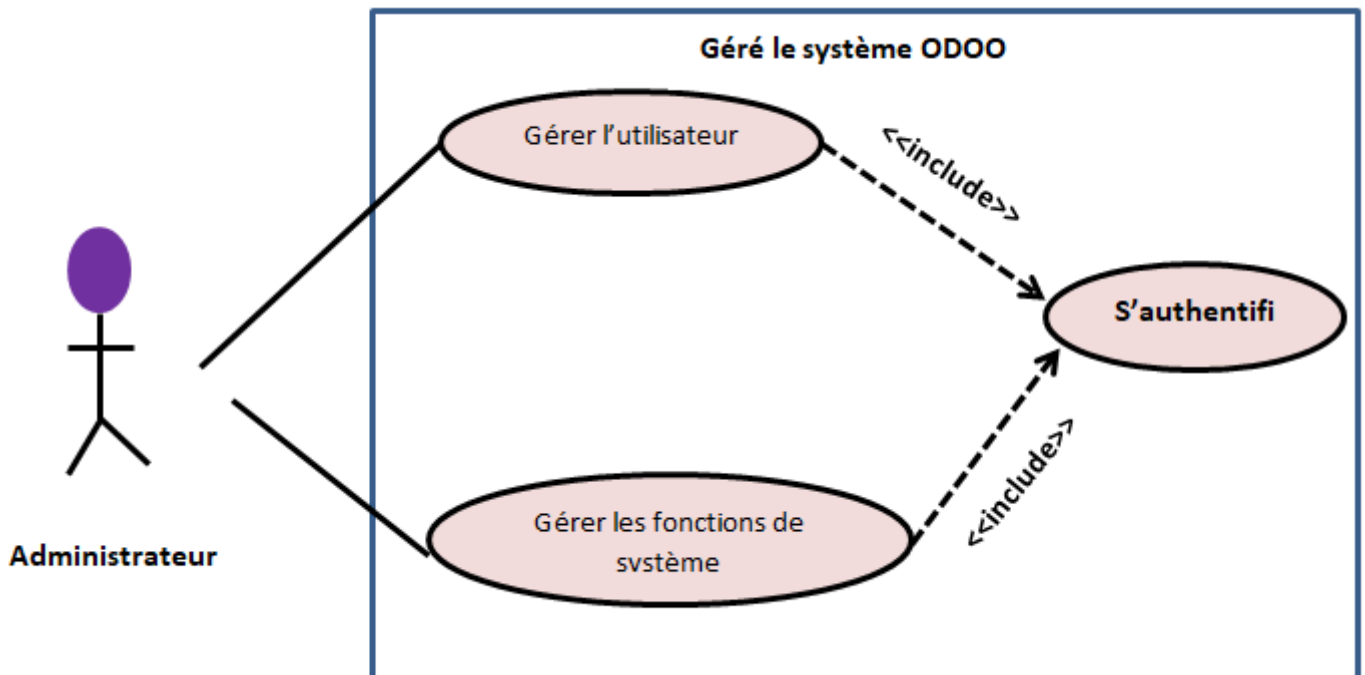 Géré le système ODOO
Gérer l'utilisateur
<<include>>
S'authentifi
<<include>>
Gérer les fonctions de
système
Administrateur